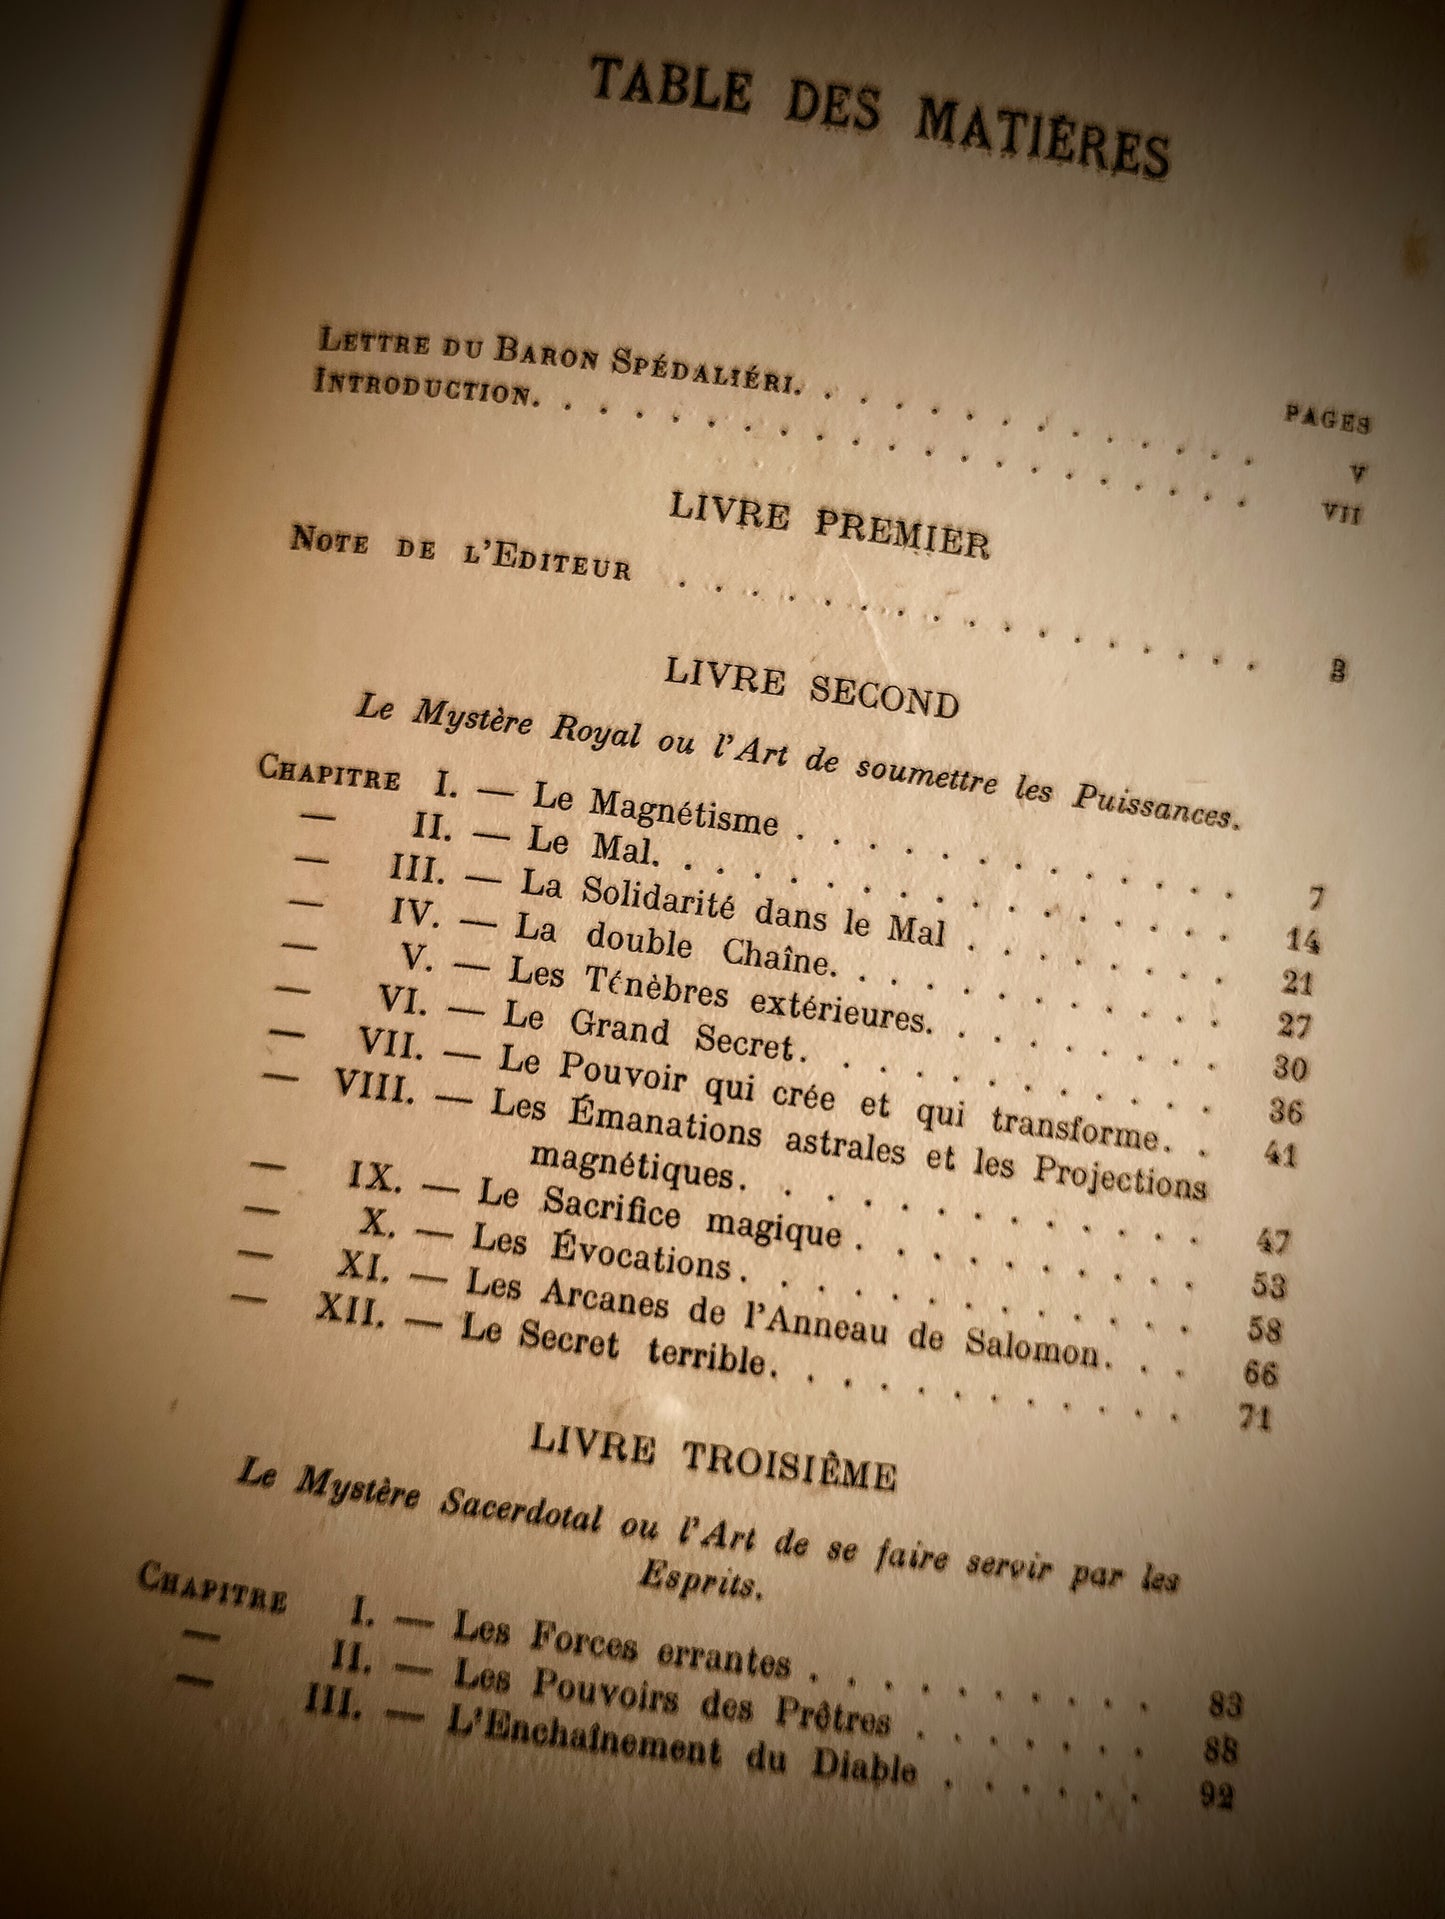 TABLE DES MATIÈRES
PAGES
LETTRE DU BARON SPÉDALIÉRI. . . . . . . . . . . . . . V
INTRODUCTION. . . . . . . . . . . . . . . . . . . . VII
LIVRE PREMIER
NOTE DE L'EDITEUR . . . . . . . . . . . . . . . . . 3
LIVRE SECOND
Le Mystère Royal ou l'Art de soumettre les Puissances.
CHAPITRE I. — Le Magnétisme . . . . . . . . . . . . . 7
— II. — Le Mal. . . . . . . . . . . . . . . . . 14
— III. — La Solidarité dans le Mal . . . . . . . . 21
— IV. — La double Chaîne. . . . . . . . . . . . 27
— V. — Les Ténèbres extérieures. . . . . . . . . 30
— VI. — Le Grand Secret. . . . . . . . . . . . . 36
— VII. — Le Pouvoir qui crée et qui transforme. . 41
— VIII. — Les Émanations astrales et les Projections
magnétiques. . . . . . . . . . . . . . 47
— IX. — Le Sacrifice magique . . . . . . . . . . 53
— X. — Les Évocations. . . . . . . . . . . . . . 58
— XI. — Les Arcanes de l'Anneau de Salomon. . . 66
— XII. — Le Secret terrible. . . . . . . . . . . . 71
LIVRE TROISIÊME
Le Mystère Sacerdotal ou l'Art de se faire servir par les
Esprits.
CHAPITRE I. — Les Forces errantes . . . . . . . . . . 83
— II. — Les Pouvoirs des Prêtres . . . . . . . 88
— III. — L'Enchaînement du Diable . . . . . . 92